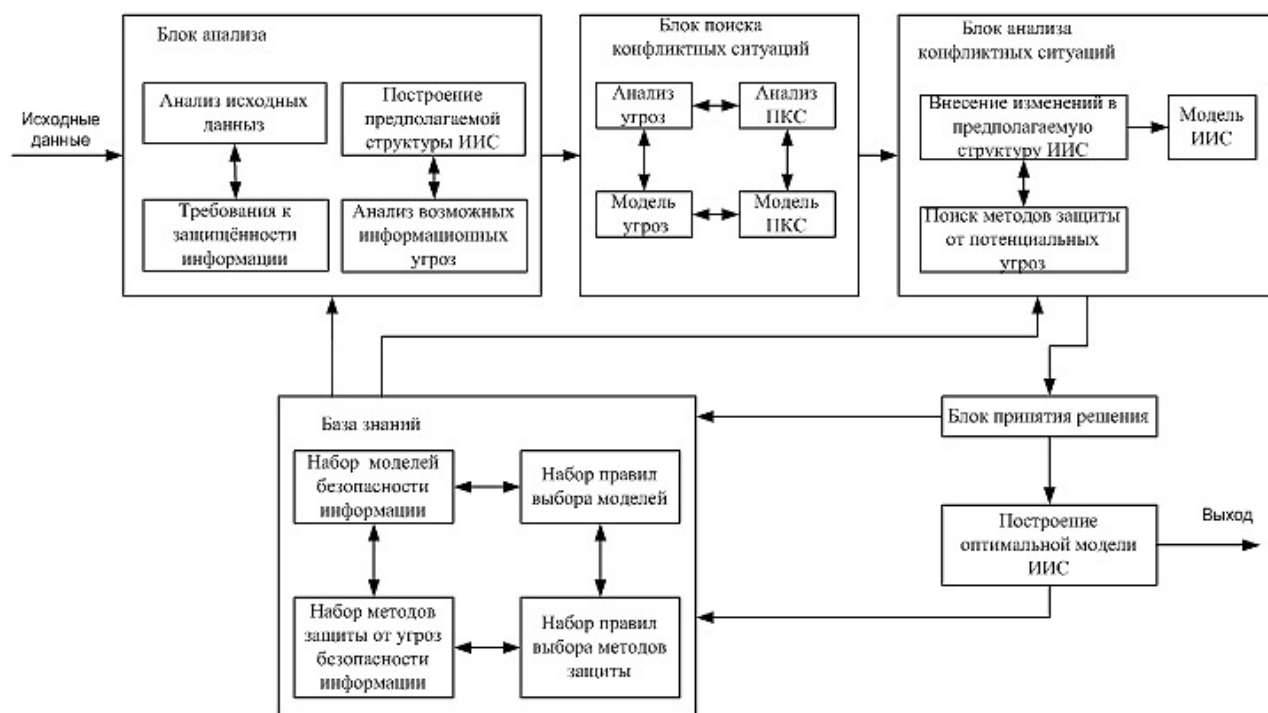 Исходные
данные
Блок анализа
Анализ исходных
данныз
Построение
предполагаемой
структуры ИИС
Требования к
защищённости
информации
Анализ возможных
информационных
угроз
Блок поиска
конфликтных ситуаций
Анализ
угроз
Анализ
ПКС
Модель
угроз
Модель
ПКС
Блок анализа
конфликтных ситуаций
Внесение изменений в
предполагаемую
структуру ИИС
Модель
ИИС
Поиск методов защиты
от потенциальных
угроз
База знаний
Набор моделей
безопасности
информации
Набор правил
выбора моделей
Набор методов
защиты от угроз
безопасности
информации
Набор правил
выбора методов
защиты
Блок принятия решения
Построение
оптимальной модели
ИИС
Выход